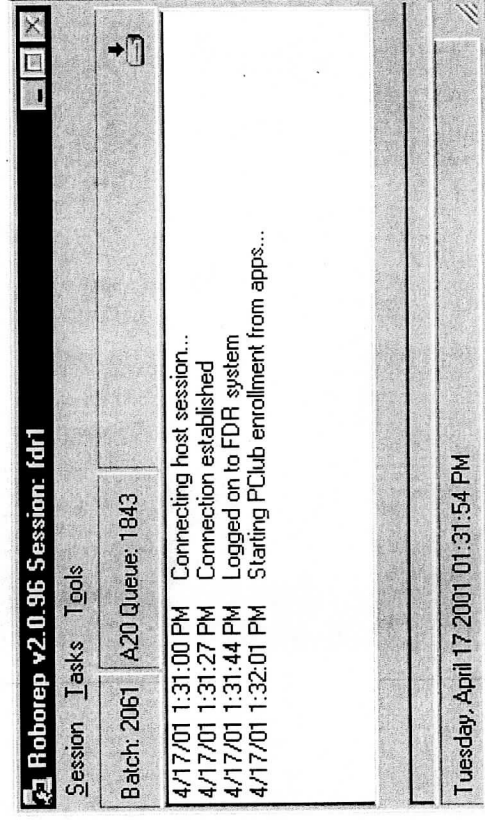 Roborep v2.0.96 Session: fdr1
Session Tasks Tools
Batch: 2061 A20 Queue: 1843
4/17/01 1:31:00 PM Connecting host session...
4/17/01 1:31:27 PM Connection established
4/17/01 1:31:44 PM Logged on to FDR system
4/17/01 1:32:01 PM Starting PClub enrollment from apps...
Tuesday, April 17 2001 01:31:54 PM